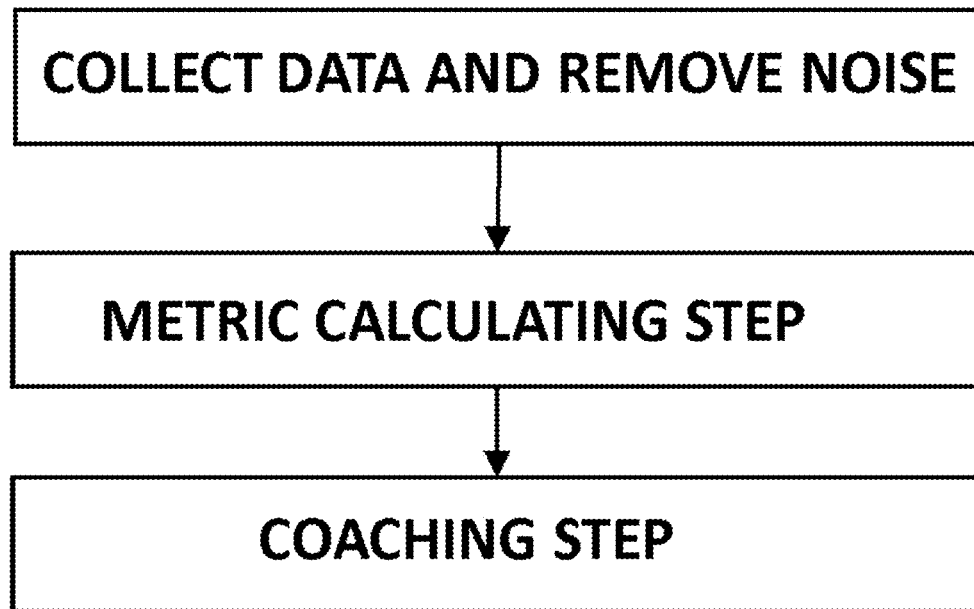 COLLECT DATA AND REMOVE NOISE
METRIC CALCULATING STEP
COACHING STEP